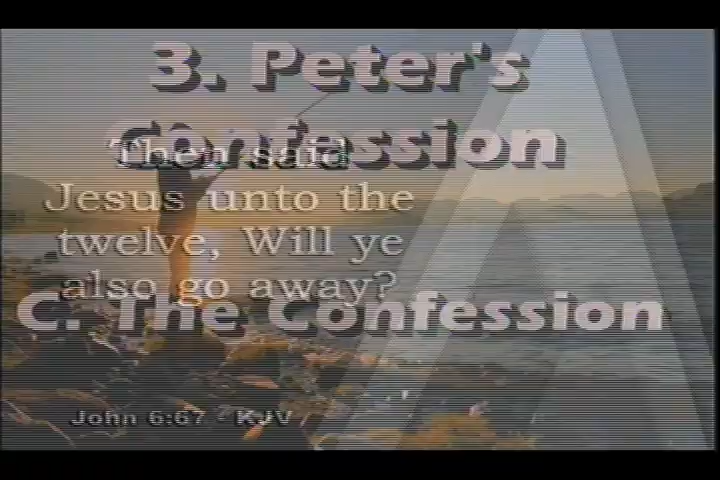 3. Peter's
Confession
Then said
Jesus unto the
twelve, Will ye
also go away?
C. The Confession
John 6:67 - KJV